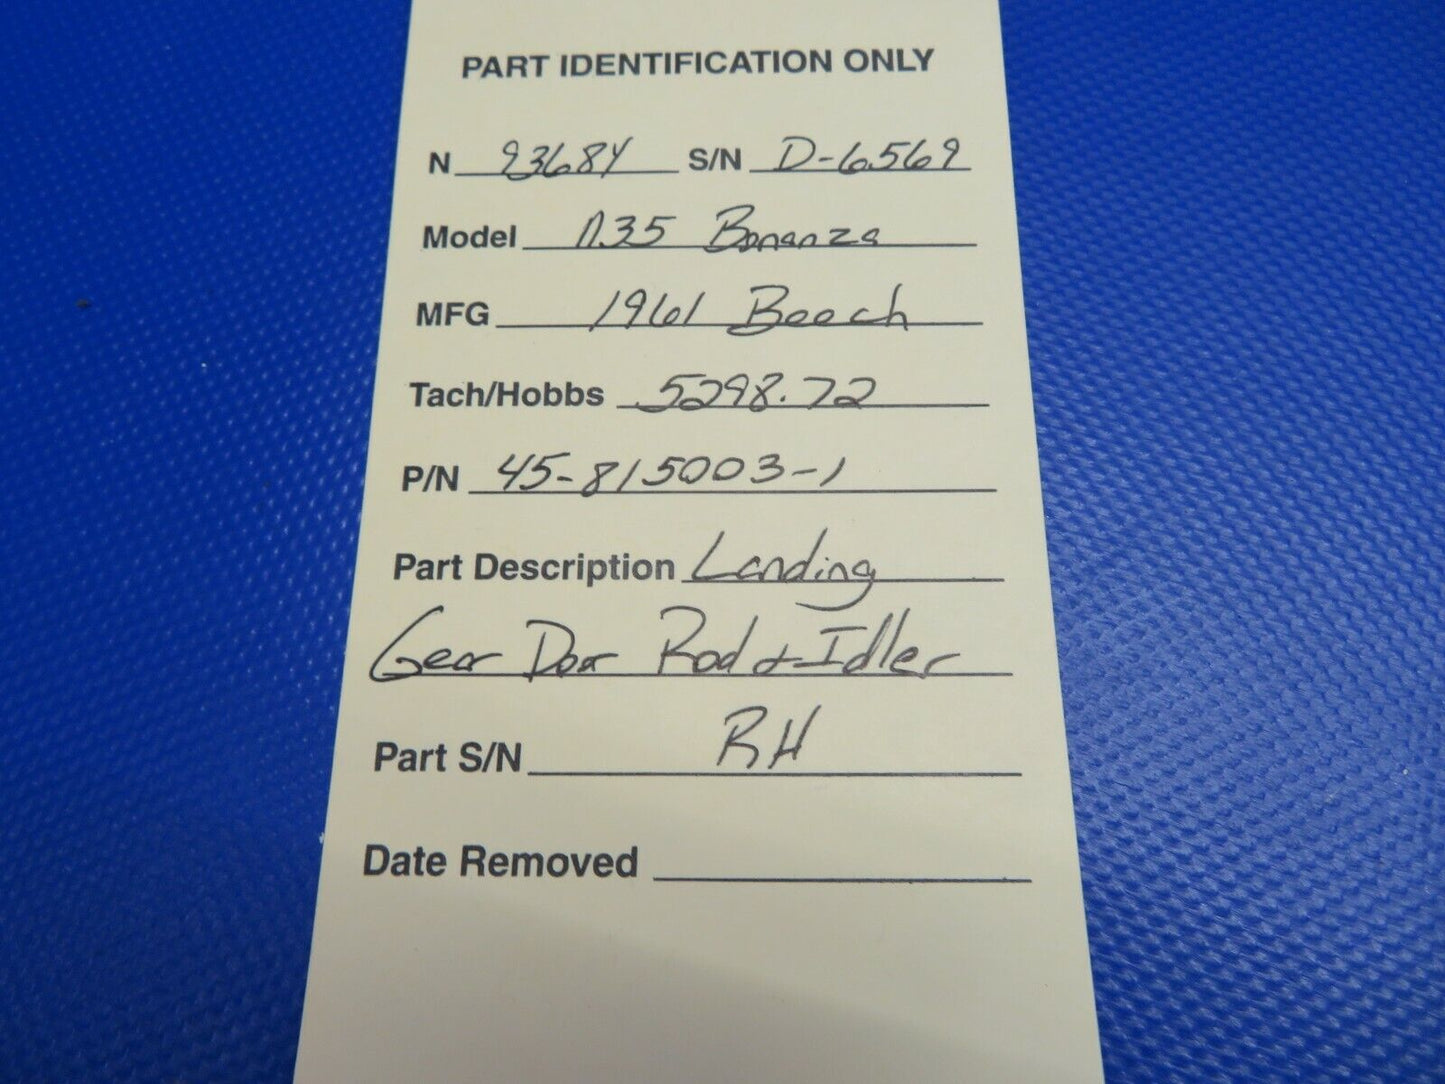 PART IDENTIFICATION ONLY
N 9368Y S/N D-6569
Model N35 Bonanza
MFG 1961 Beech
Tach/Hobbs 5298.72
P/N 45-815003-1
Part Description Landing
Gear Door Rod & Idler
Part S/N RH
Date Removed